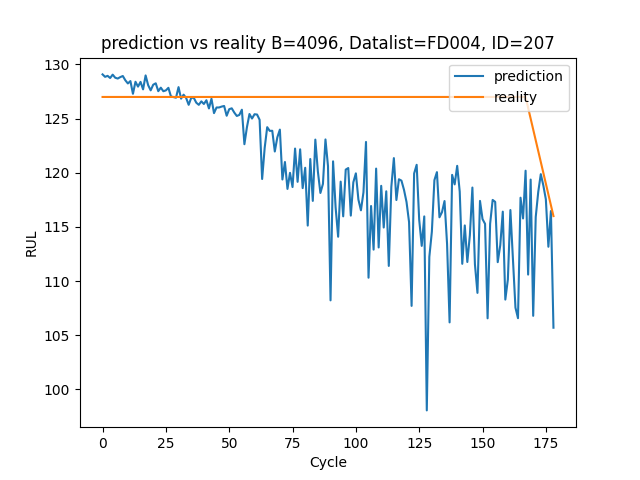 prediction vs reality B=4096, Datalist=FD004, ID=207
130
125
120
115
110
105
100
RUL
prediction
reality
0 25 50 75 100 125 150 175
Cycle